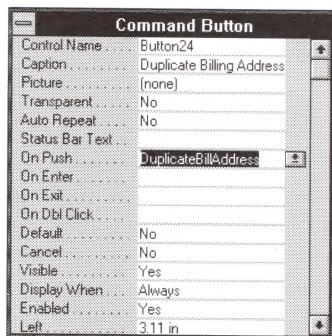 Command Button
Control Name . . . . Button24
Caption . . . . . . . . . Duplicate Billing Address
Picture . . . . . . . . . (none)
Transparent . . . . . No
Auto Repeat . . . . . No
Status Bar Text . .
On Push . . . . . . . . DuplicateBillAddress
On Enter . . . . . . . .
On Exit . . . . . . . . .
On Dbl Click . . . . .
Default . . . . . . . . . No
Cancel . . . . . . . . . No
Visible . . . . . . . . . Yes
Display When . . . Always
Enabled . . . . . . . . Yes
Left . . . . . . . . . . . 3.11 in